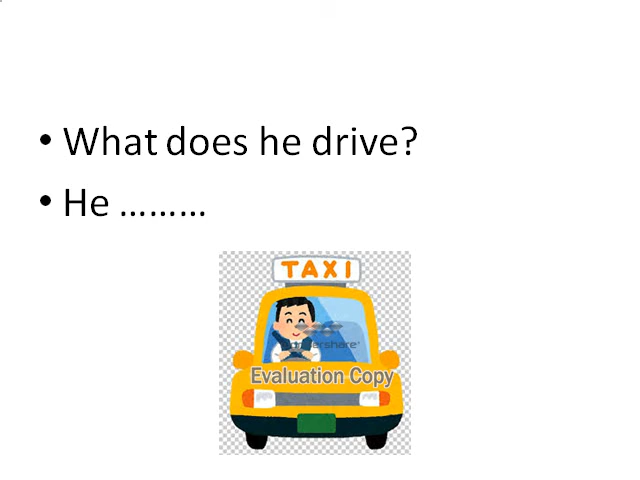 • What does he drive?
• He .........
TAXI
Evaluation Copy